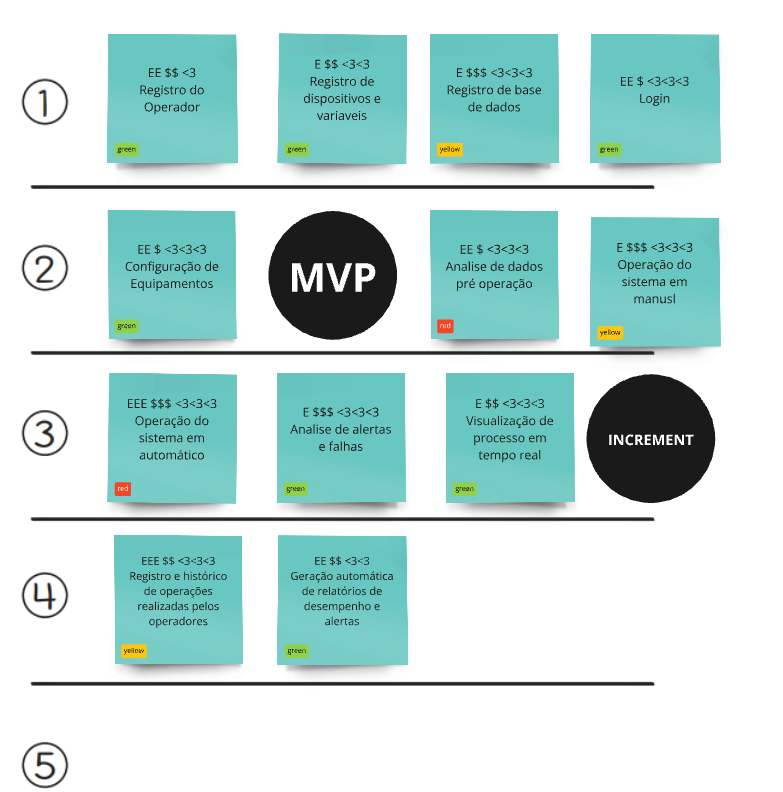 1
EE $$ <3
Registro do
Operador
green
E $$ <3<3
Registro de
dispositivos e
variaveis
green
E $$$ <3<3<3
Registro de base
de dados
yellow
EE $ <3<3<3
Login
green
2
EE $ <3<3<3
Configuração de
Equipamentos
green
MVP
EE $ <3<3<3
Analise de dados
pré operação
red
E $$$ <3<3<3
Operação do
sistema em
manusl
yellow
3
EEE $$$ <3<3<3
Operação do
sistema em
automático
red
E $$$ <3<3<3
Analise de alertas
e falhas
green
E $$ <3<3<3
Visualização de
processo em
tempo real
green
INCREMENT
4
EEE $$ <3<3<3
Registro e histórico
de operações
realizadas pelos
operadores
yellow
EE $$ <3<3
Geração automática
de relatórios de
desempenho e
alertas
green
5